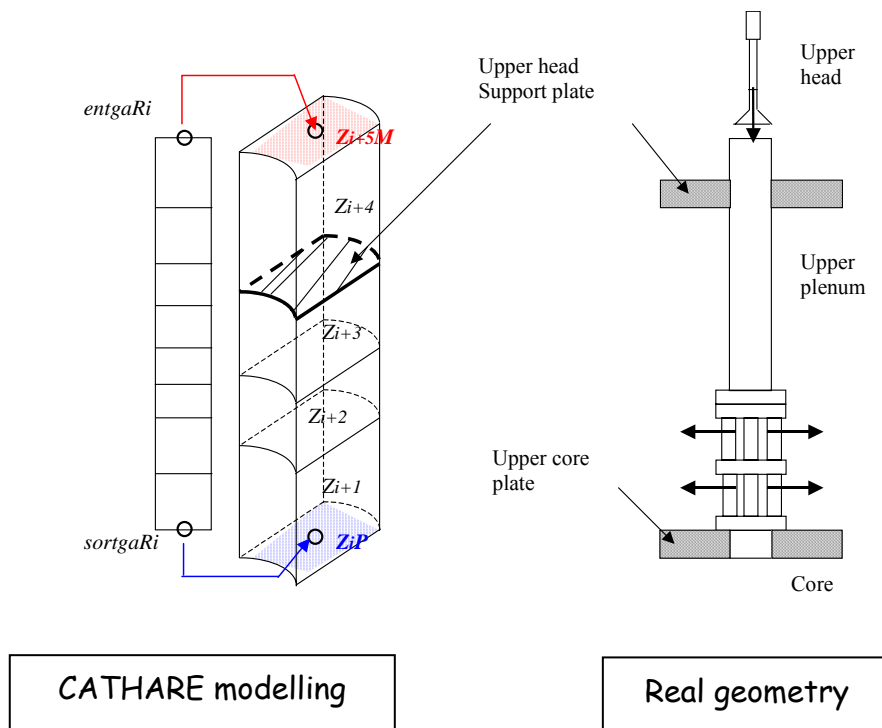 entgaRi
Zi+5M
Zi+4
Zi+3
Zi+2
Zi+1
sortgaRi
ZiP
Upper head
Support plate
Upper core
plate
Upper
head
Upper
plenum
Core
CATHARE modelling
Real geometry